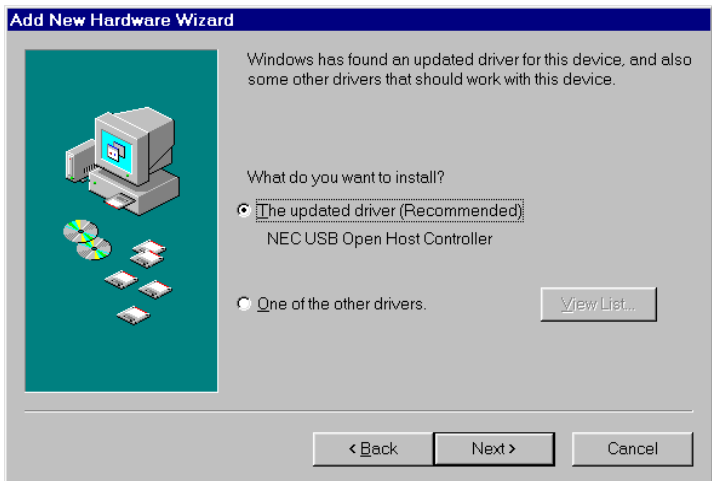 Add New Hardware Wizard
Windows has found an updated driver for this device, and also
some other drivers that should work with this device.
What do you want to install?
The updated driver (Recommended)
NEC USB Open Host Controller
One of the other drivers.
View List...
< Back
Next >
Cancel